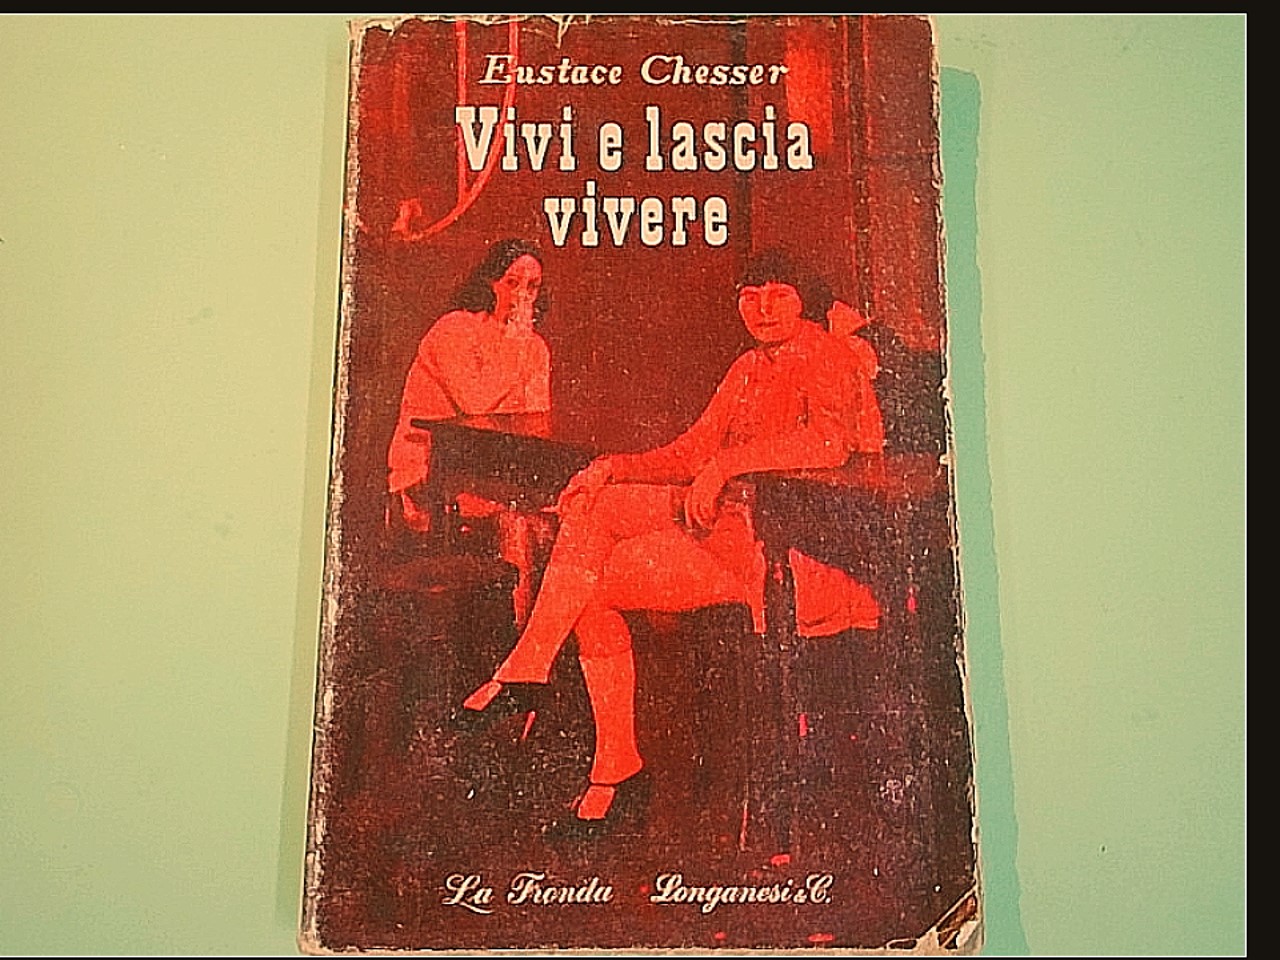 Eustace Chesser
Vivi e lascia
vivere
La Fronda Longanesi & C.